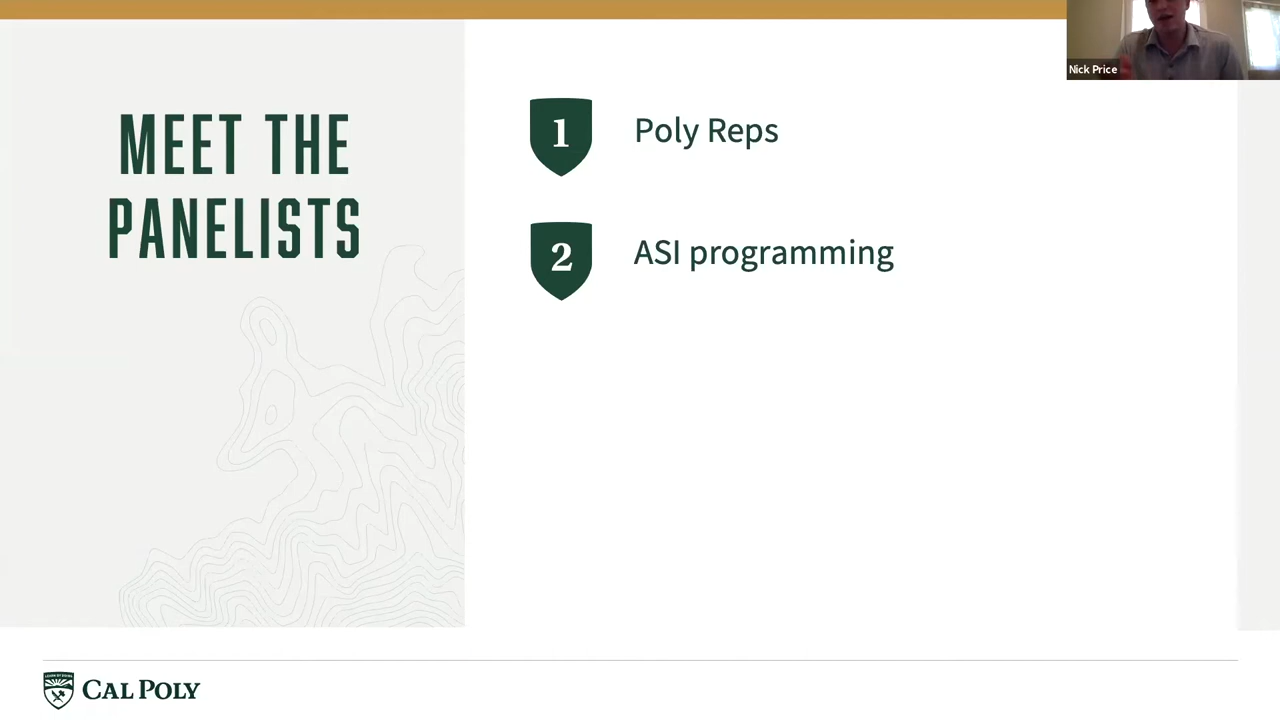 MEET THE
PANELISTS
1
Poly Reps
2
ASI programming
Nick Price
CAL POLY